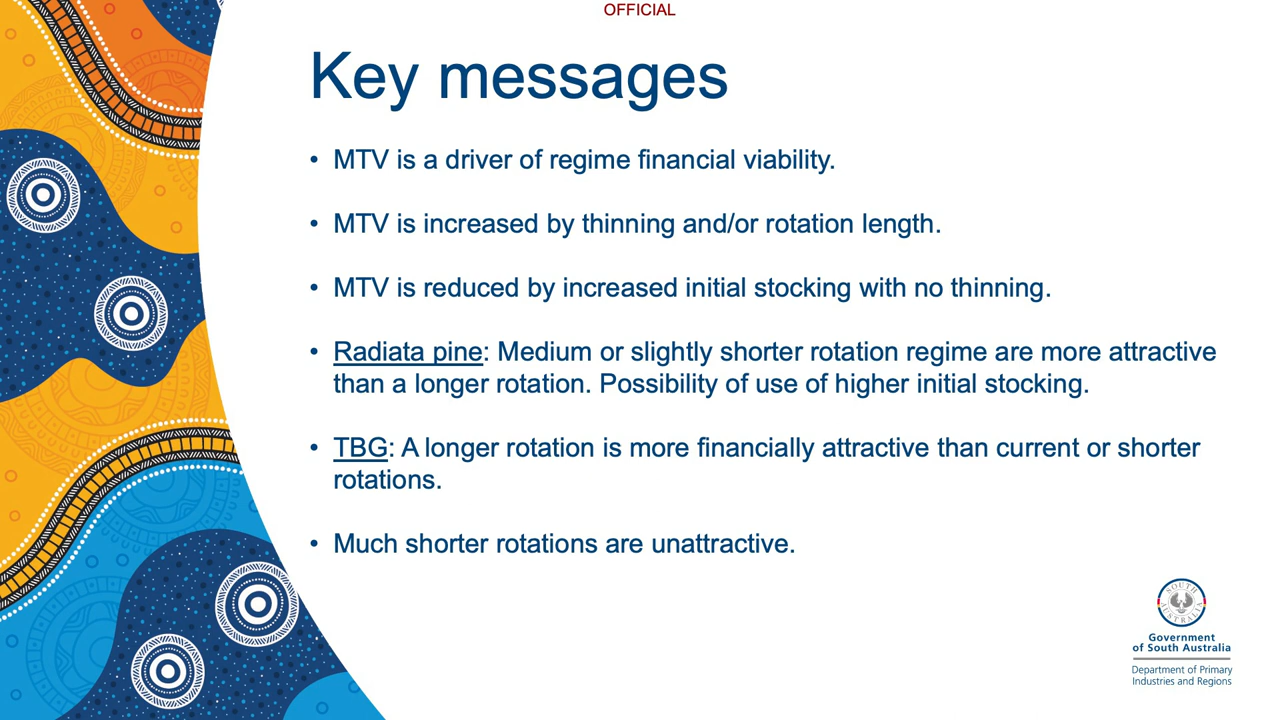 OFFICIAL
Key messages
• MTV is a driver of regime financial viability.
• MTV is increased by thinning and/or rotation length.
• MTV is reduced by increased initial stocking with no thinning.
• Radiata pine: Medium or slightly shorter rotation regime are more attractive
than a longer rotation. Possibility of use of higher initial stocking.
• TBG: A longer rotation is more financially attractive than current or shorter
rotations.
• Much shorter rotations are unattractive.
SOUTH
AUSTRALIA
Government
of South Australia
Department of Primary
Industries and Regions